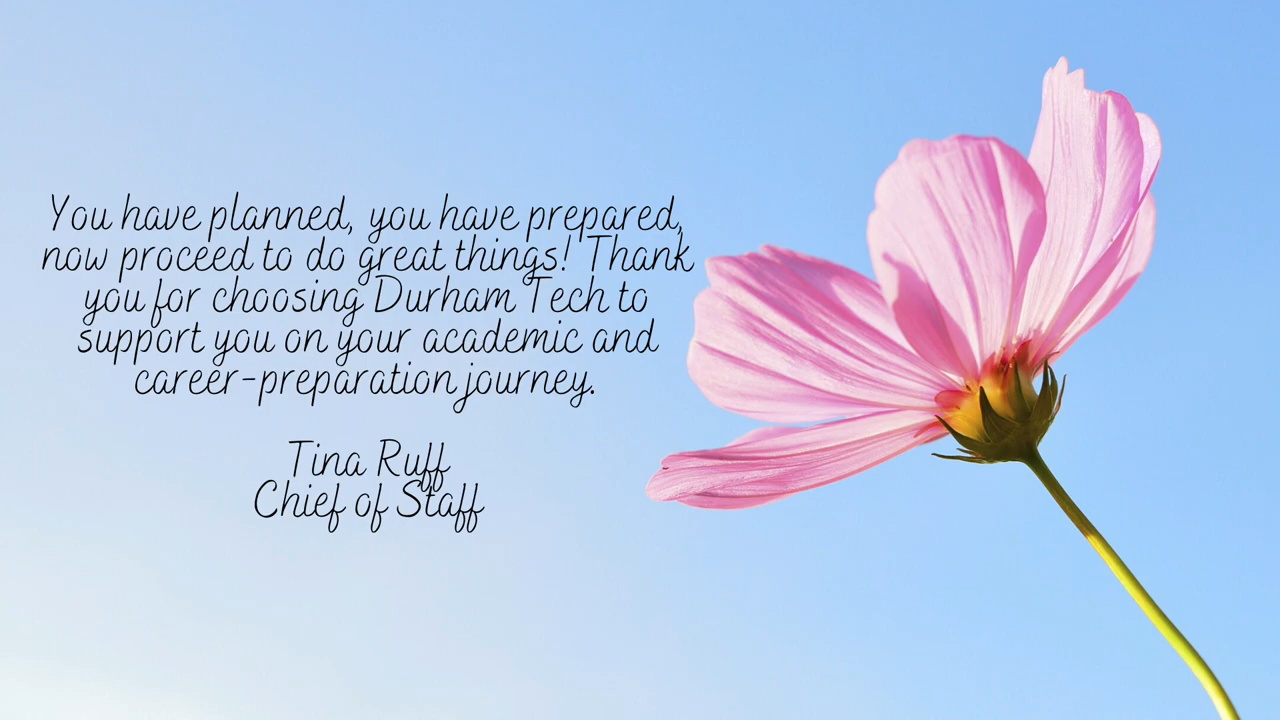 You have planned, you have prepared,
now proceed to do great things! Thank
you for choosing Durham Tech to
support you on your academic and
career-preparation journey.
Tina Ruff
Chief of Staff